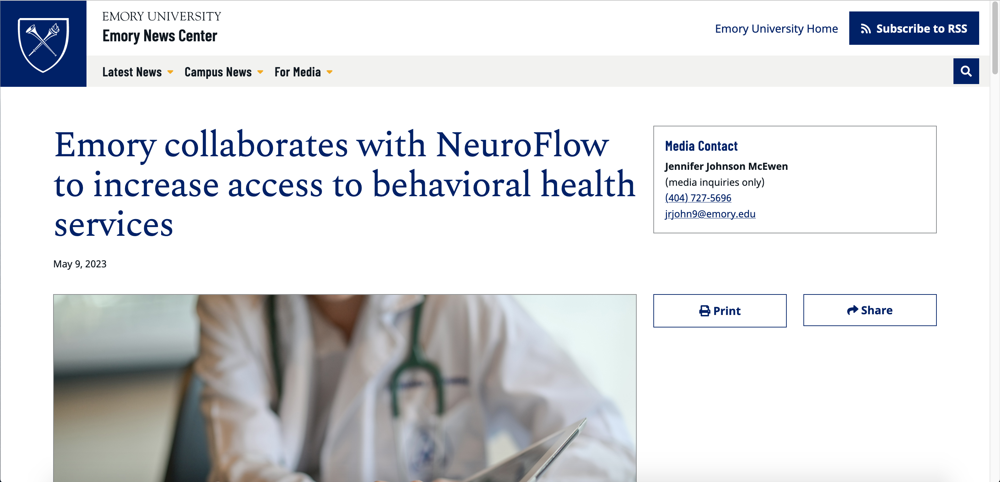 EMORY UNIVERSITY
Emory News Center
Emory University Home
Subscribe to RSS
Latest News
Campus News
For Media
Emory collaborates with NeuroFlow
to increase access to behavioral health
services
May 9, 2023
Media Contact
Jennifer Johnson McEwen
(media inquiries only)
(404) 727-5696
jrjohn9@emory.edu
Print
Share